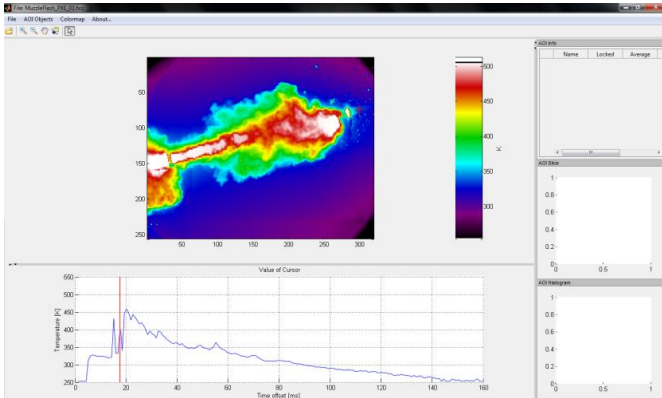 File: MuzzleFlash_PKE_01.hcc
File AOI Objects Colormap About...
AOI Info
Name Locked Average
50
100
150
200
250
50 100 150 200 250 300
500
450
400
350
300
K
AOI Slice
1
0.8
0.6
0.4
0.2
0
0 0.5 1
Value of Cursor
550
500
450
400
350
300
250
Temperature [K]
0 20 40 60 80 100 120 140 160
Time offset [ms]
AOI Histogram
1
0.8
0.6
0.4
0.2
0
0 0.5 1